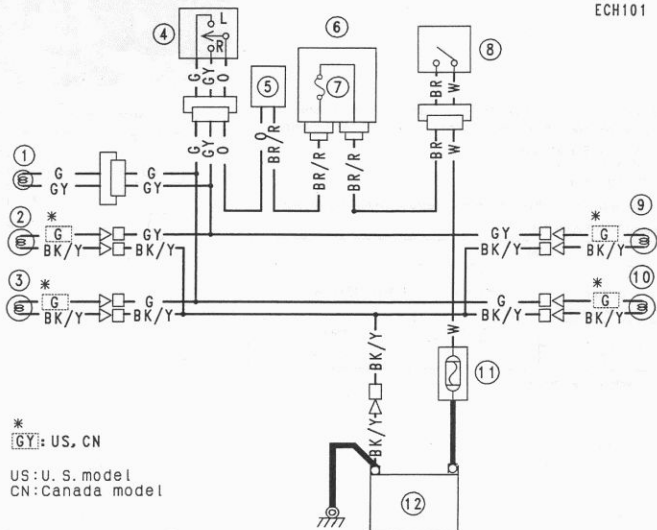 ECH101
4
L
R
G
GY
O
5
O
BR/R
6
7
BR/R
BR/R
8
BR
W
BR
W
G
GY
O
1
G
GY
G
GY
2
*
G
BK/Y
GY
BK/Y
3
*
G
BK/Y
G
BK/Y
GY
BK/Y
*
G
BK/Y
9
G
BK/Y
*
G
BK/Y
10
W
BK/Y
BK/Y
11
12
*
GY: US, CN
US: U.S. model
CN: Canada model